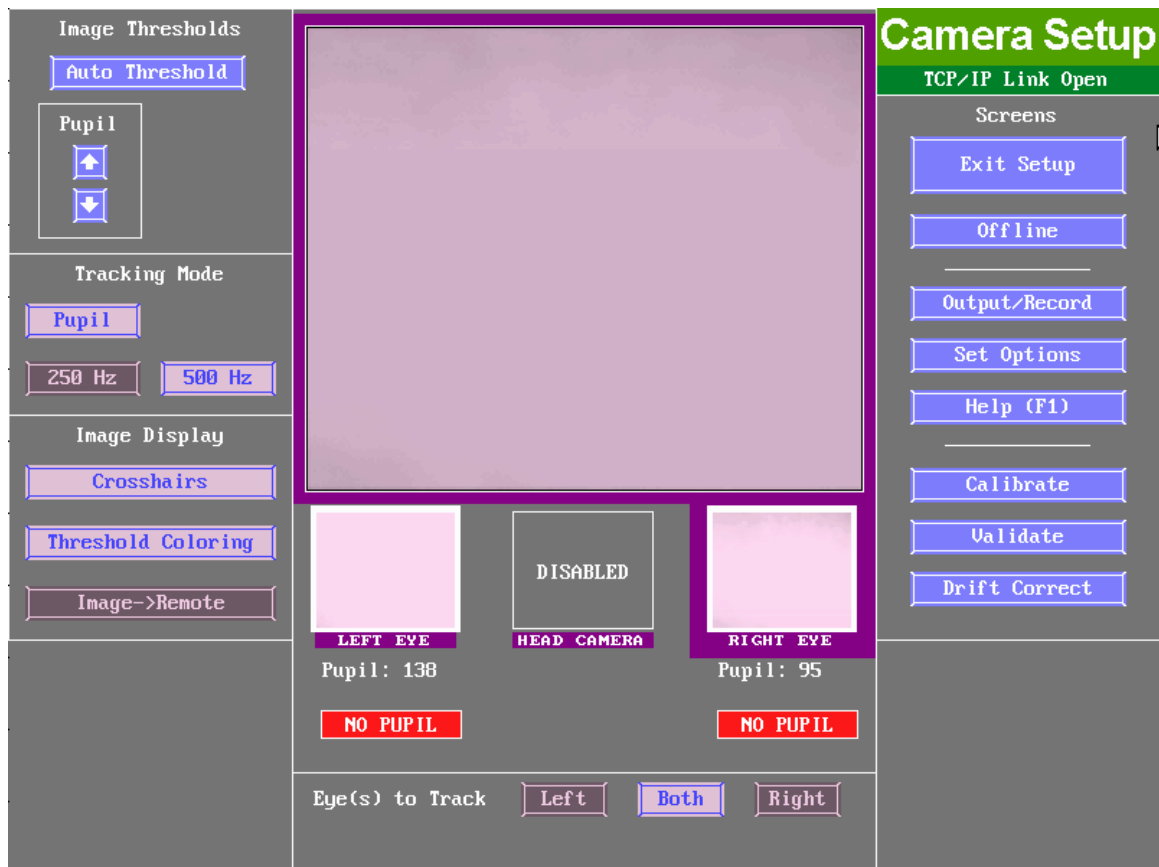 Image Thresholds
Auto Threshold
Pupil
Tracking Mode
Pupil
250 Hz
500 Hz
Image Display
Crosshairs
Threshold Coloring
Image->Remote
LEFT EYE
Pupil: 138
NO PUPIL
DISABLED
HEAD CAMERA
RIGHT EYE
Pupil: 95
NO PUPIL
Eye(s) to Track
Left
Both
Right
Camera Setup
TCP/IP Link Open
Screens
Exit Setup
Offline
Output/Record
Set Options
Help (F1)
Calibrate
Validate
Drift Correct